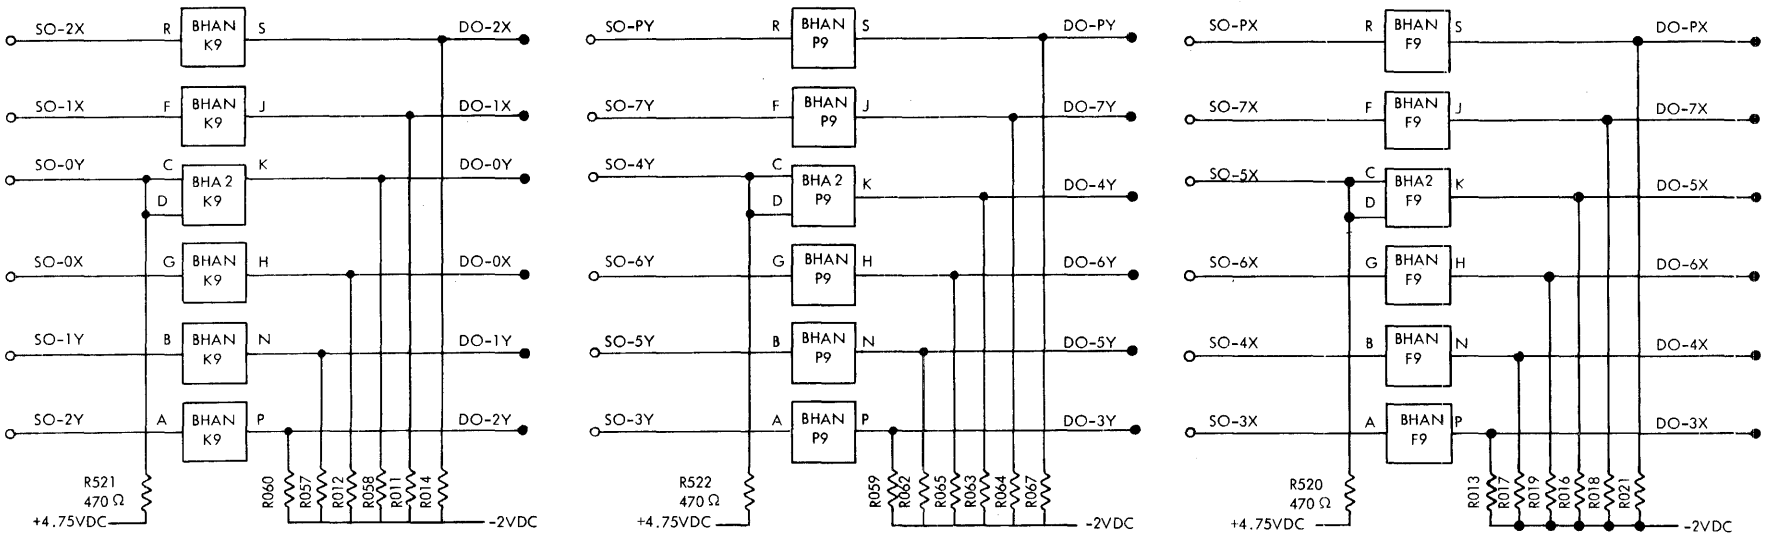 SO-2X R BHAN K9 S DO-2X
SO-1X F BHAN K9 J DO-1X
SO-0Y C D BHA2 K9 K DO-0Y
SO-0X G BHAN K9 H DO-0X
SO-1Y B BHAN K9 N DO-1Y
SO-2Y A BHAN K9 P DO-2Y
R521
470 Ω
+4.75VDC
R060 R057 R012 R058 R011 R014
-2VDC
SO-PY R BHAN P9 S DO-PY
SO-7Y F BHAN P9 J DO-7Y
SO-4Y C D BHA2 P9 K DO-4Y
SO-6Y G BHAN P9 H DO-6Y
SO-5Y B BHAN P9 N DO-5Y
SO-3Y A BHAN P9 P DO-3Y
R522
470 Ω
+4.75VDC
R059 R062 R065 R063 R064 R067
-2VDC
SO-PX R BHAN F9 S DO-PX
SO-7X F BHAN F9 J DO-7X
SO-5X C D BHA2 F9 K DO-5X
SO-6X G BHAN F9 H DO-6X
SO-4X B BHAN F9 N DO-4X
SO-3X A BHAN F9 P DO-3X
R520
470 Ω
+4.75VDC
R013 R017 R019 R016 R018 R021
-2VDC